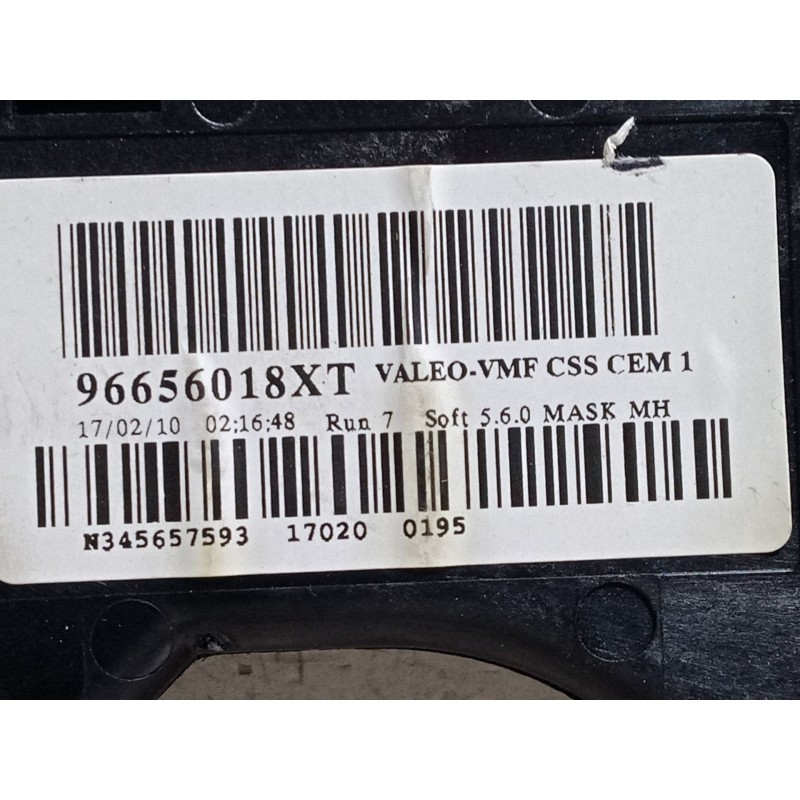 96656018XT VALEO-VMF CSS CEM 1
17/02/10 02;16;48 Run 7 Soft 5.6.0 MASK MH
N345657593 17020 0195